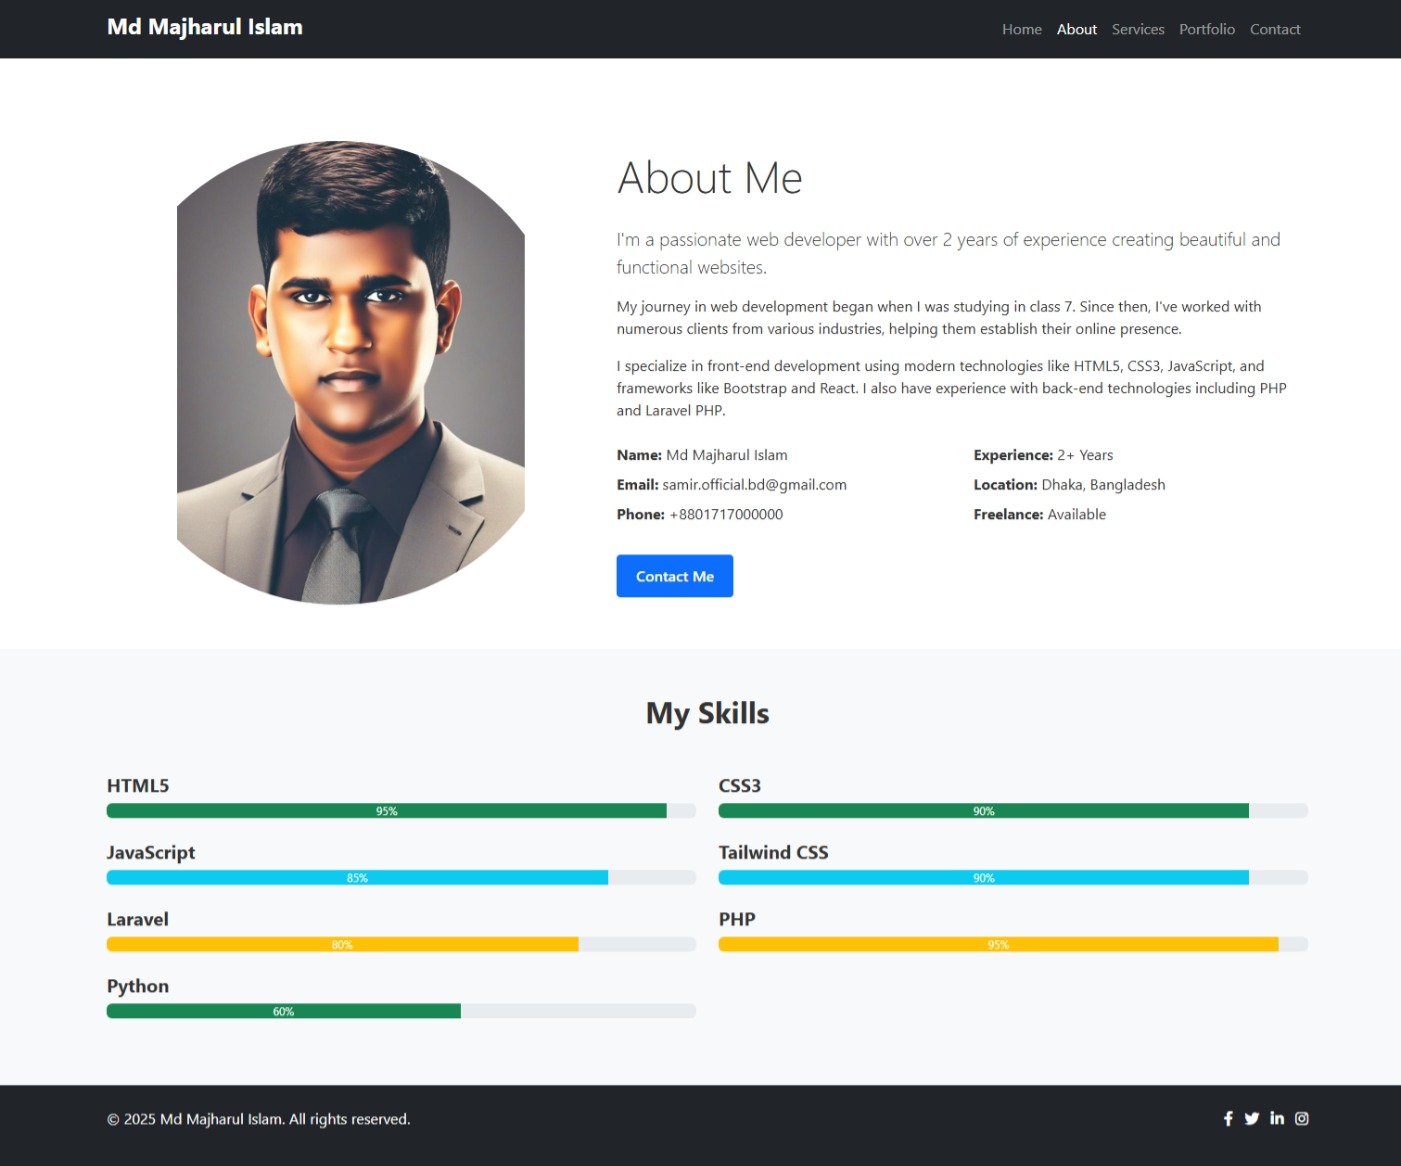 Md Majharul Islam
Home About Services Portfolio Contact
About Me
I'm a passionate web developer with over 2 years of experience creating beautiful and
functional websites.
My journey in web development began when I was studying in class 7. Since then, I've worked with
numerous clients from various industries, helping them establish their online presence.
I specialize in front-end development using modern technologies like HTML5, CSS3, JavaScript, and
frameworks like Bootstrap and React. I also have experience with back-end technologies including PHP
and Laravel PHP.
Name: Md Majharul Islam
Email: samir.official.bd@gmail.com
Phone: +8801717000000
Experience: 2+ Years
Location: Dhaka, Bangladesh
Freelance: Available
Contact Me
My Skills
HTML5
95%
CSS3
90%
JavaScript
85%
Tailwind CSS
90%
Laravel
80%
PHP
95%
Python
60%
© 2025 Md Majharul Islam. All rights reserved.